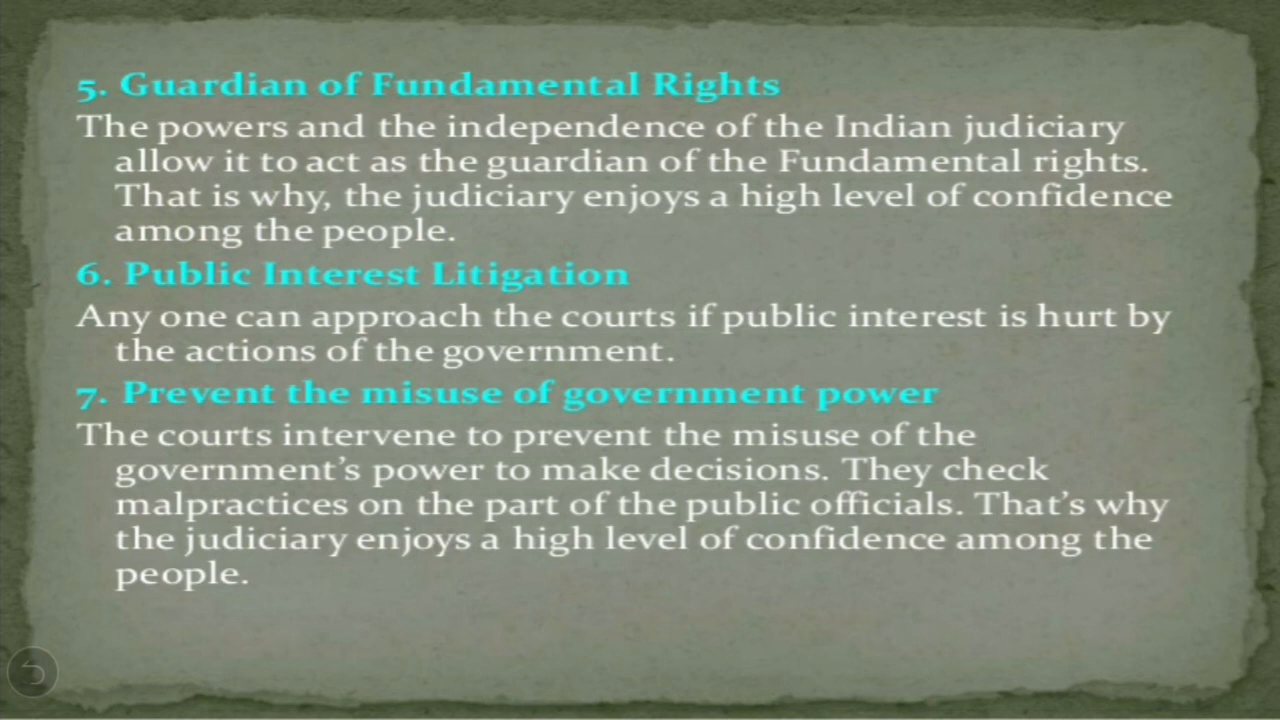 5. Guardian of Fundamental Rights
The powers and the independence of the Indian judiciary
allow it to act as the guardian of the Fundamental rights.
That is why, the judiciary enjoys a high level of confidence
among the people.
6. Public Interest Litigation
Any one can approach the courts if public interest is hurt by
the actions of the government.
7. Prevent the misuse of government power
The courts intervene to prevent the misuse of the
government’s power to make decisions. They check
malpractices on the part of the public officials. That’s why
the judiciary enjoys a high level of confidence among the
people.